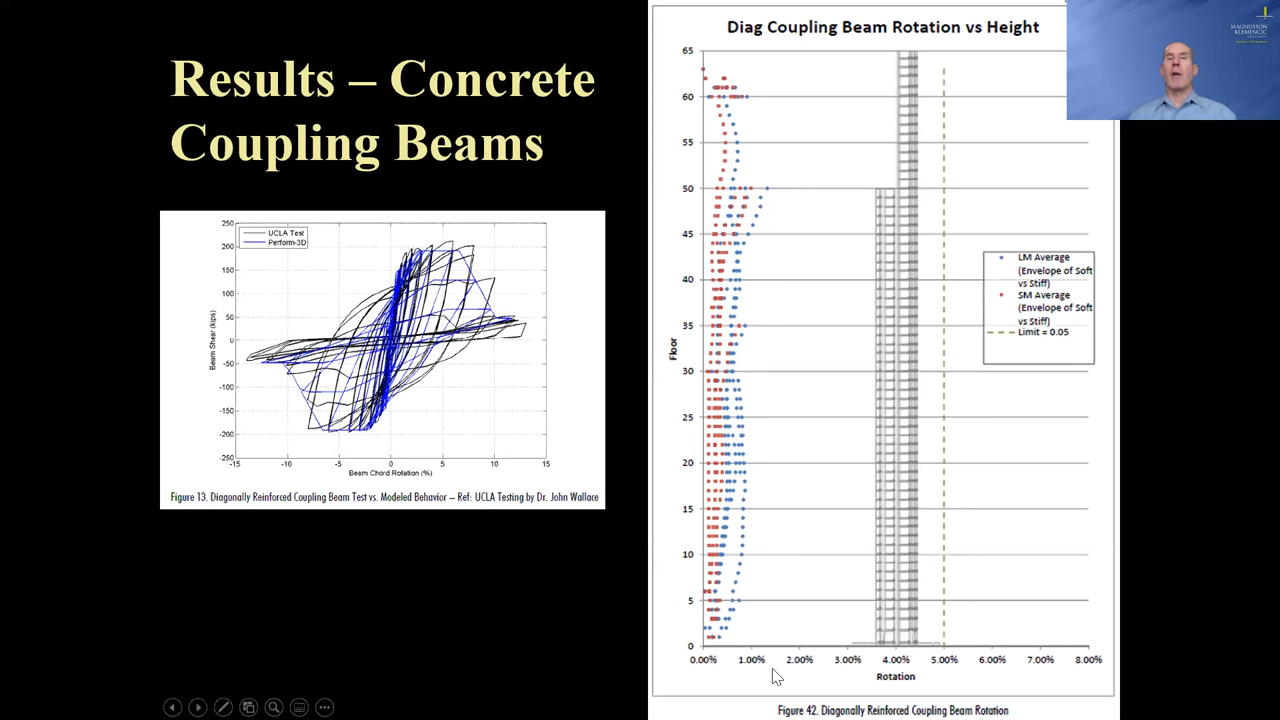 Results – Concrete
Coupling Beams
250
200
150
100
50
0
-50
-100
-150
-200
-250
-15
-10
-5
0
5
10
15
Beam Shear (kips)
Beam Chord Rotation (%)
UCLA Test
Perform-3D
Figure 13. Diagonally Reinforced Coupling Beam Test vs. Modeled Behavior – Ref: UCLA Testing by Dr. John Wallace
Diag Coupling Beam Rotation vs Height
65
60
55
50
45
40
35
30
25
20
15
10
5
0
Floor
0.00%
1.00%
2.00%
3.00%
4.00%
5.00%
6.00%
7.00%
8.00%
Rotation
LM Average
(Envelope of Soft
vs Stiff)
SM Average
(Envelope of Soft
vs Stiff)
Limit = 0.05
Figure 42. Diagonally Reinforced Coupling Beam Rotation
MAGNUSSON
KLEMENCIC